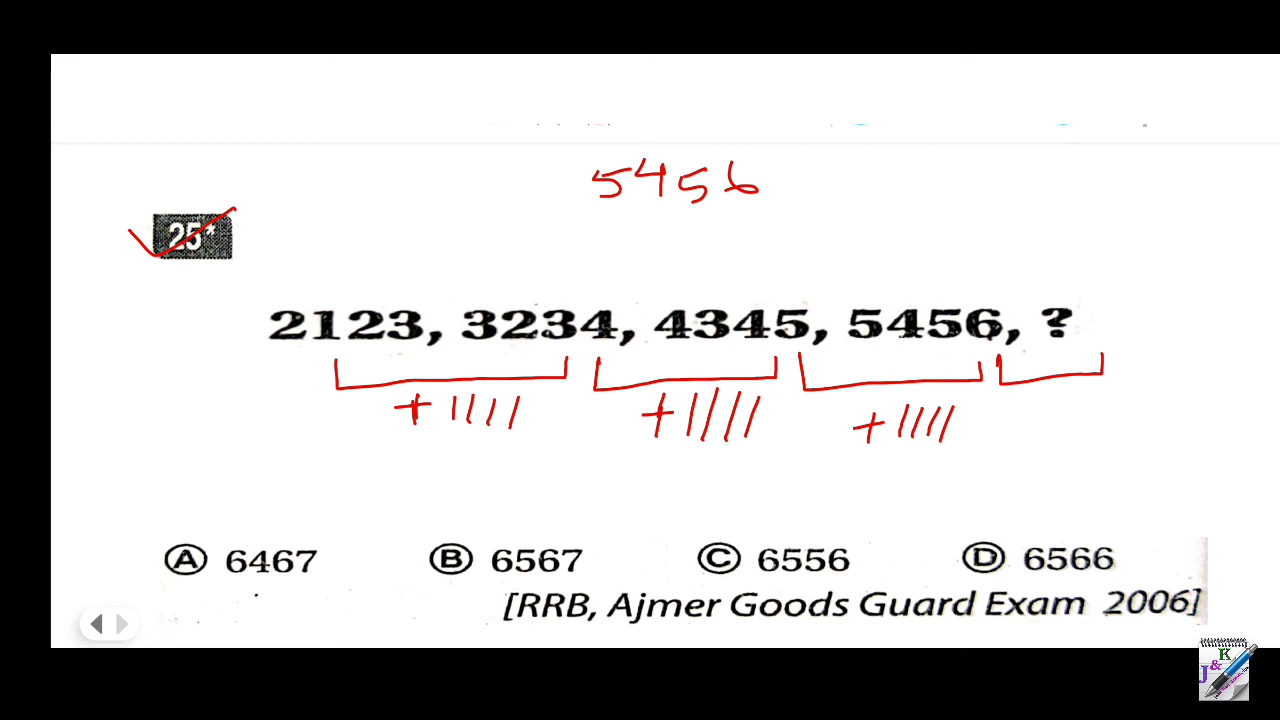 5456
25*
2123, 3234, 4345, 5456, ?
+1111 +1111 +1111
A 6467 B 6567 C 6556 D 6566
[RRB, Ajmer Goods Guard Exam 2006]
J&K